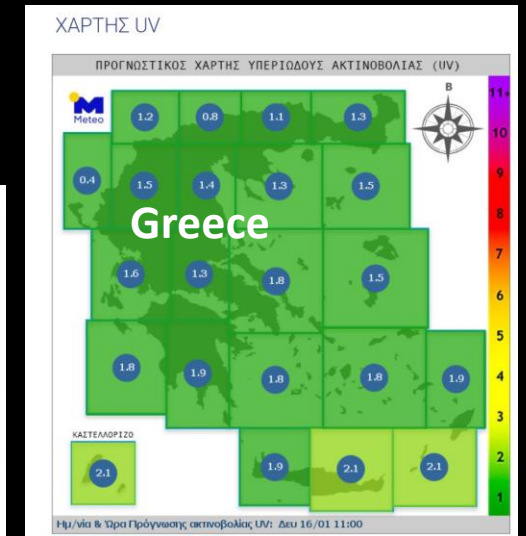 ΧΑΡΤΗΣ UV
ΠΡΟΓΝΩΣΤΙΚΟΣ ΧΑΡΤΗΣ ΥΠΕΡΙΩΔΟΥΣ ΑΚΤΙΝΟΒΟΛΙΑΣ (UV)
Meteo
B
1.2 0.8 1.1 1.3
0.4 1.5 1.4 1.3 1.5
Greece
1.6 1.3 1.8 1.5
1.8 1.9 1.8 1.8 1.9
ΚΑΣΤΕΛΛΟΡΙΖΟ
2.1 1.9 2.1 2.1
11+
10
9
8
7
6
5
4
3
2
1
Ημ/νία & Ώρα Πρόγνωσης ακτινοβολίας UV: Δευ 16/01 11:00